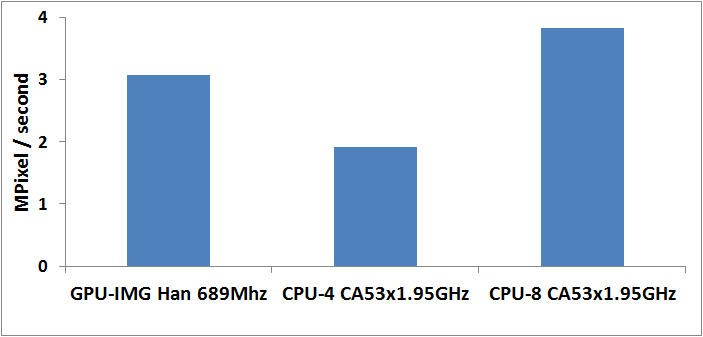 MPixel / second
4
3
2
1
0
GPU-IMG Han 689Mhz CPU-4 CA53x1.95GHz CPU-8 CA53x1.95GHz